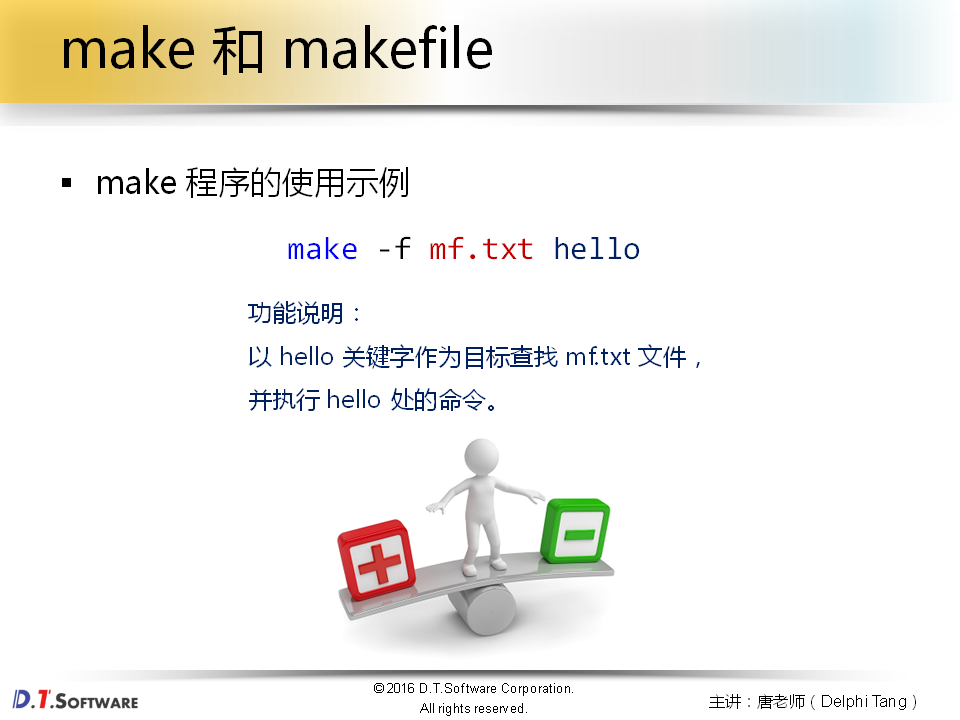 make 和 makefile
▪ make 程序的使用示例
make -f mf.txt hello
功能说明：
以 hello 关键字作为目标查找 mf.txt 文件，
并执行 hello 处的命令。
D.T.SOFTWARE
©2016 D.T.Software Corporation.
All rights reserved.
主讲：唐老师（Delphi Tang）